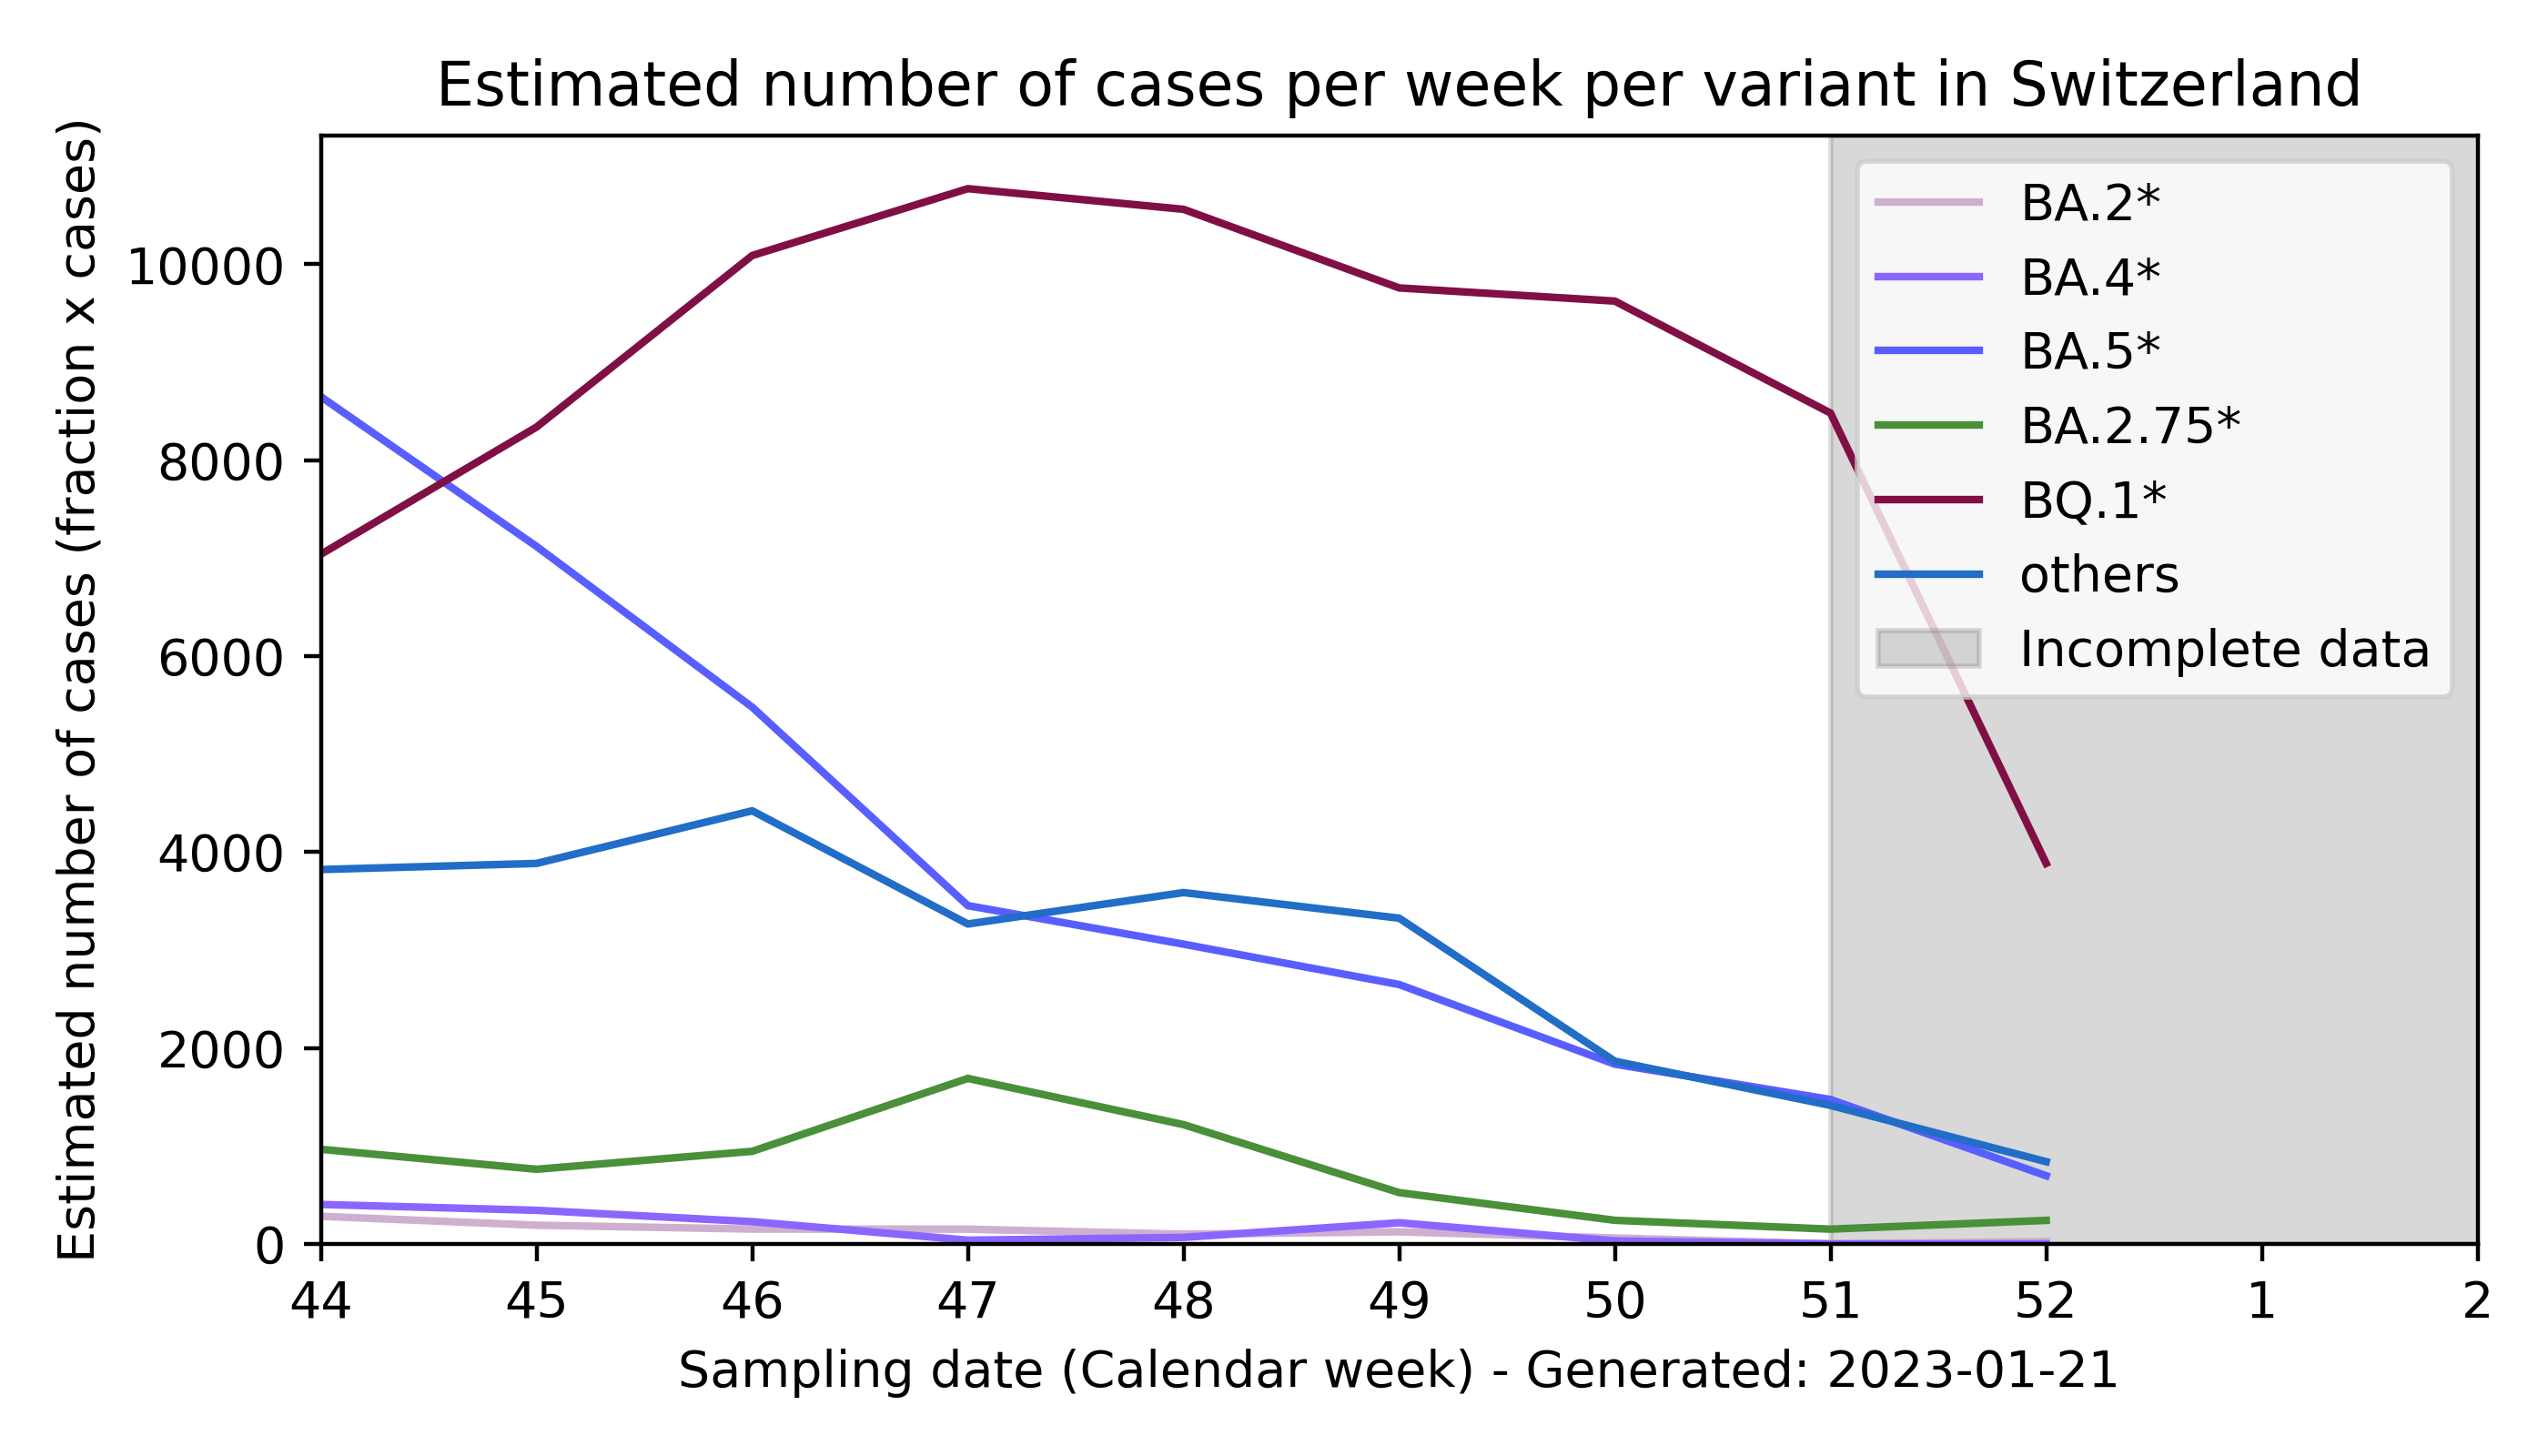 Estimated number of cases per week per variant in Switzerland
Estimated number of cases (fraction x cases)
10000
8000
6000
4000
2000
0
BA.2*
BA.4*
BA.5*
BA.2.75*
BQ.1*
others
Incomplete data
44 45 46 47 48 49 50 51 52 1 2
Sampling date (Calendar week) - Generated: 2023-01-21